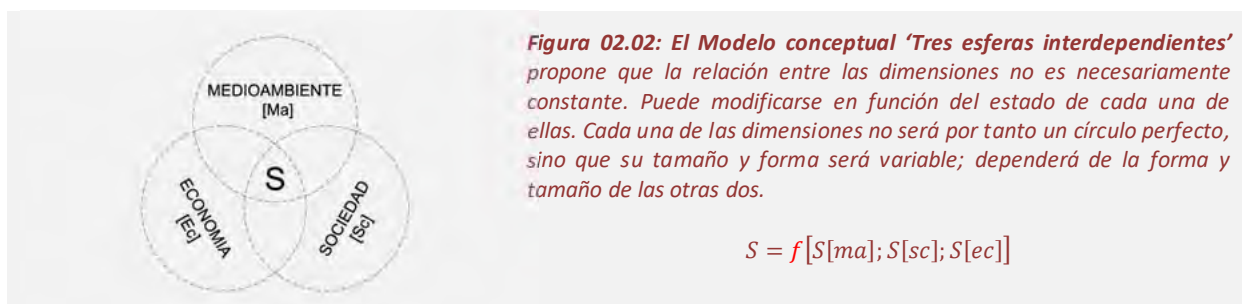 MEDIOAMBIENTE
[Ma]
S
ECONOMIA
[Ec]
SOCIEDAD
[Sc]
Figura 02.02: El Modelo conceptual ‘Tres esferas interdependientes’
propone que la relación entre las dimensiones no es necesariamente
constante. Puede modificarse en función del estado de cada una de
ellas. Cada una de las dimensiones no será por tanto un círculo perfecto,
sino que su tamaño y forma será variable; dependerá de la forma y
tamaño de las otras dos.
S = f[S[ma]; S[sc]; S[ec]]